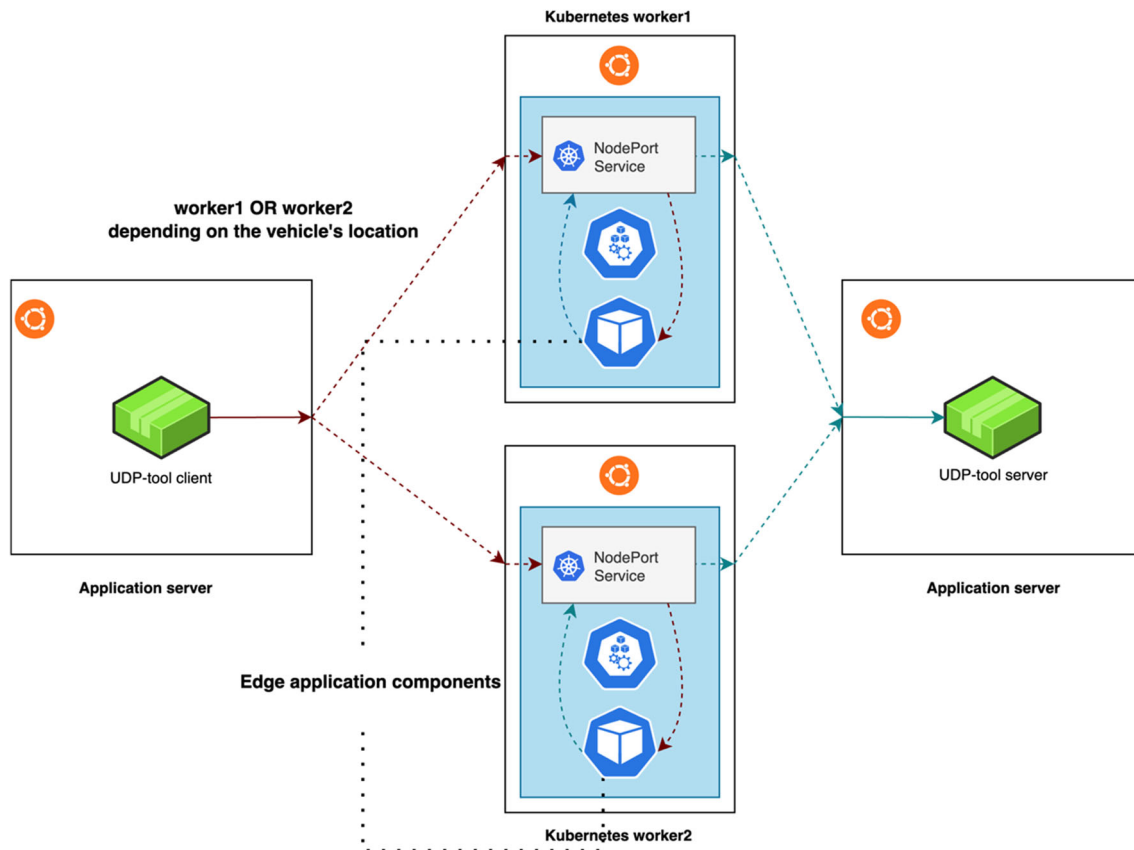 Kubernetes worker1
NodePort
Service
worker1 OR worker2
depending on the vehicle's location
UDP-tool client
Application server
UDP-tool server
Application server
NodePort
Service
Edge application components
Kubernetes worker2